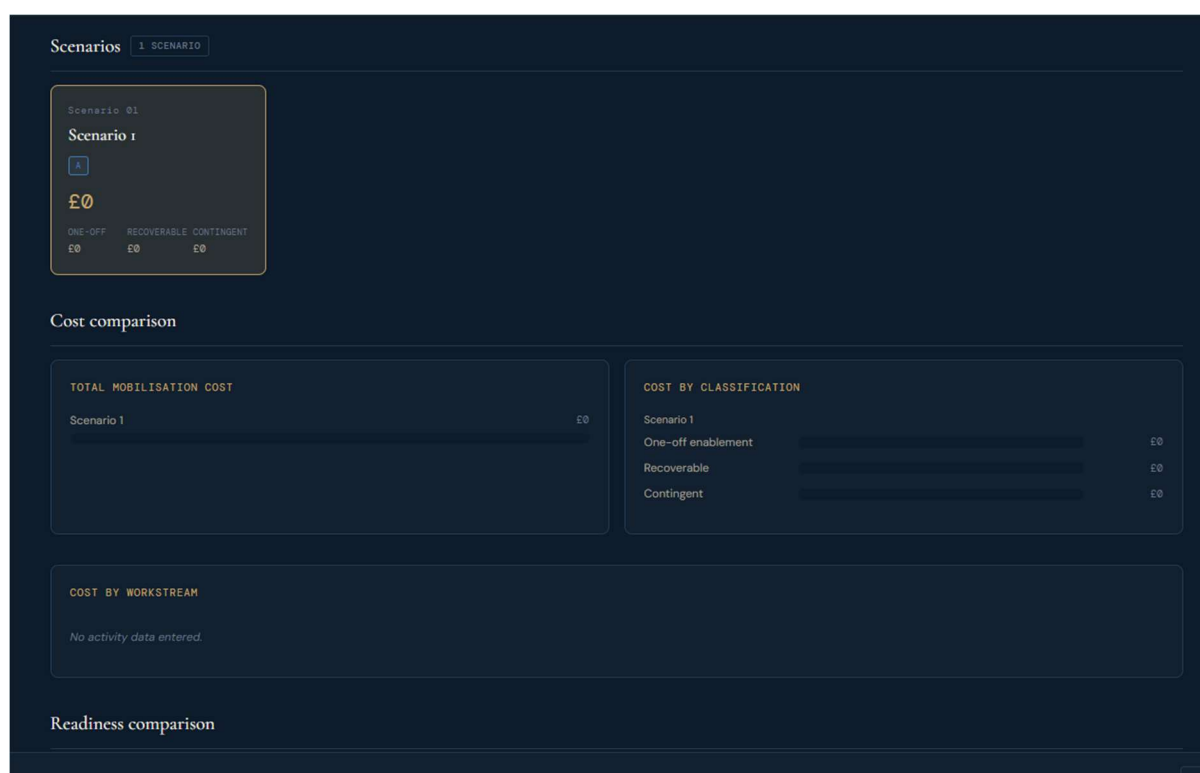 Scenarios 1 SCENARIO
Scenario 01
Scenario 1
A
£0
ONE-OFF RECOVERABLE CONTINGENT
£0 £0 £0
Cost comparison
TOTAL MOBILISATION COST
Scenario 1 £0
COST BY CLASSIFICATION
Scenario 1
One-off enablement £0
Recoverable £0
Contingent £0
COST BY WORKSTREAM
No activity data entered.
Readiness comparison